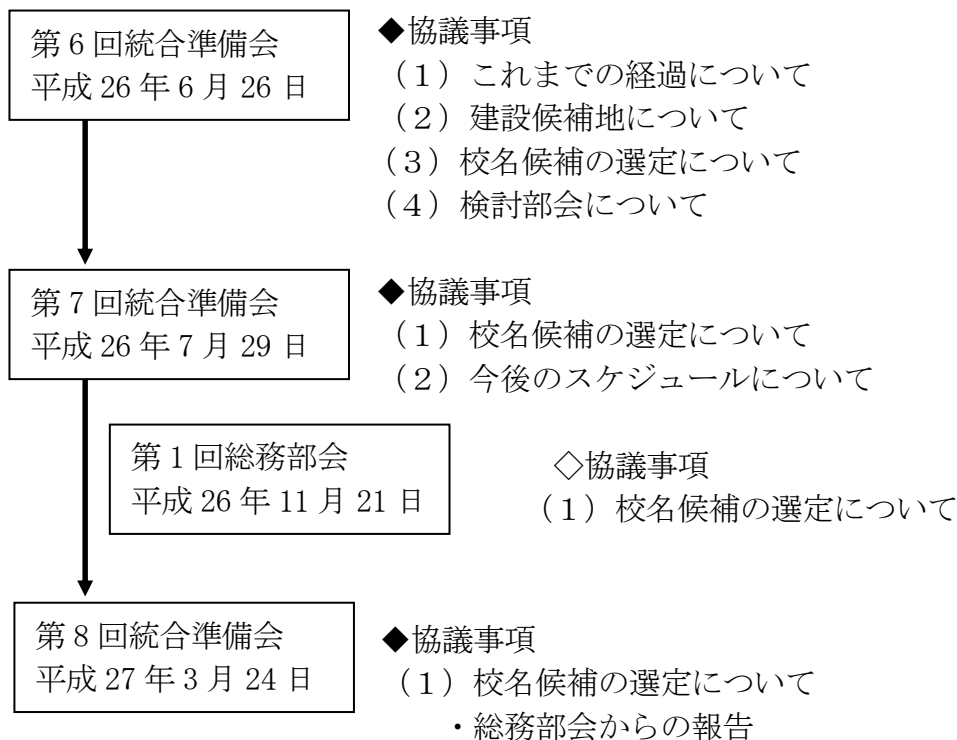 第6回統合準備会
平成26年6月26日
◆協議事項
（1）これまでの経過について
（2）建設候補地について
（3）校名候補の選定について
（4）検討部会について
第7回統合準備会
平成26年7月29日
◆協議事項
（1）校名候補の選定について
（2）今後のスケジュールについて
第1回総務部会
平成26年11月21日
◇協議事項
（1）校名候補の選定について
第8回統合準備会
平成27年3月24日
◆協議事項
（1）校名候補の選定について
・総務部会からの報告